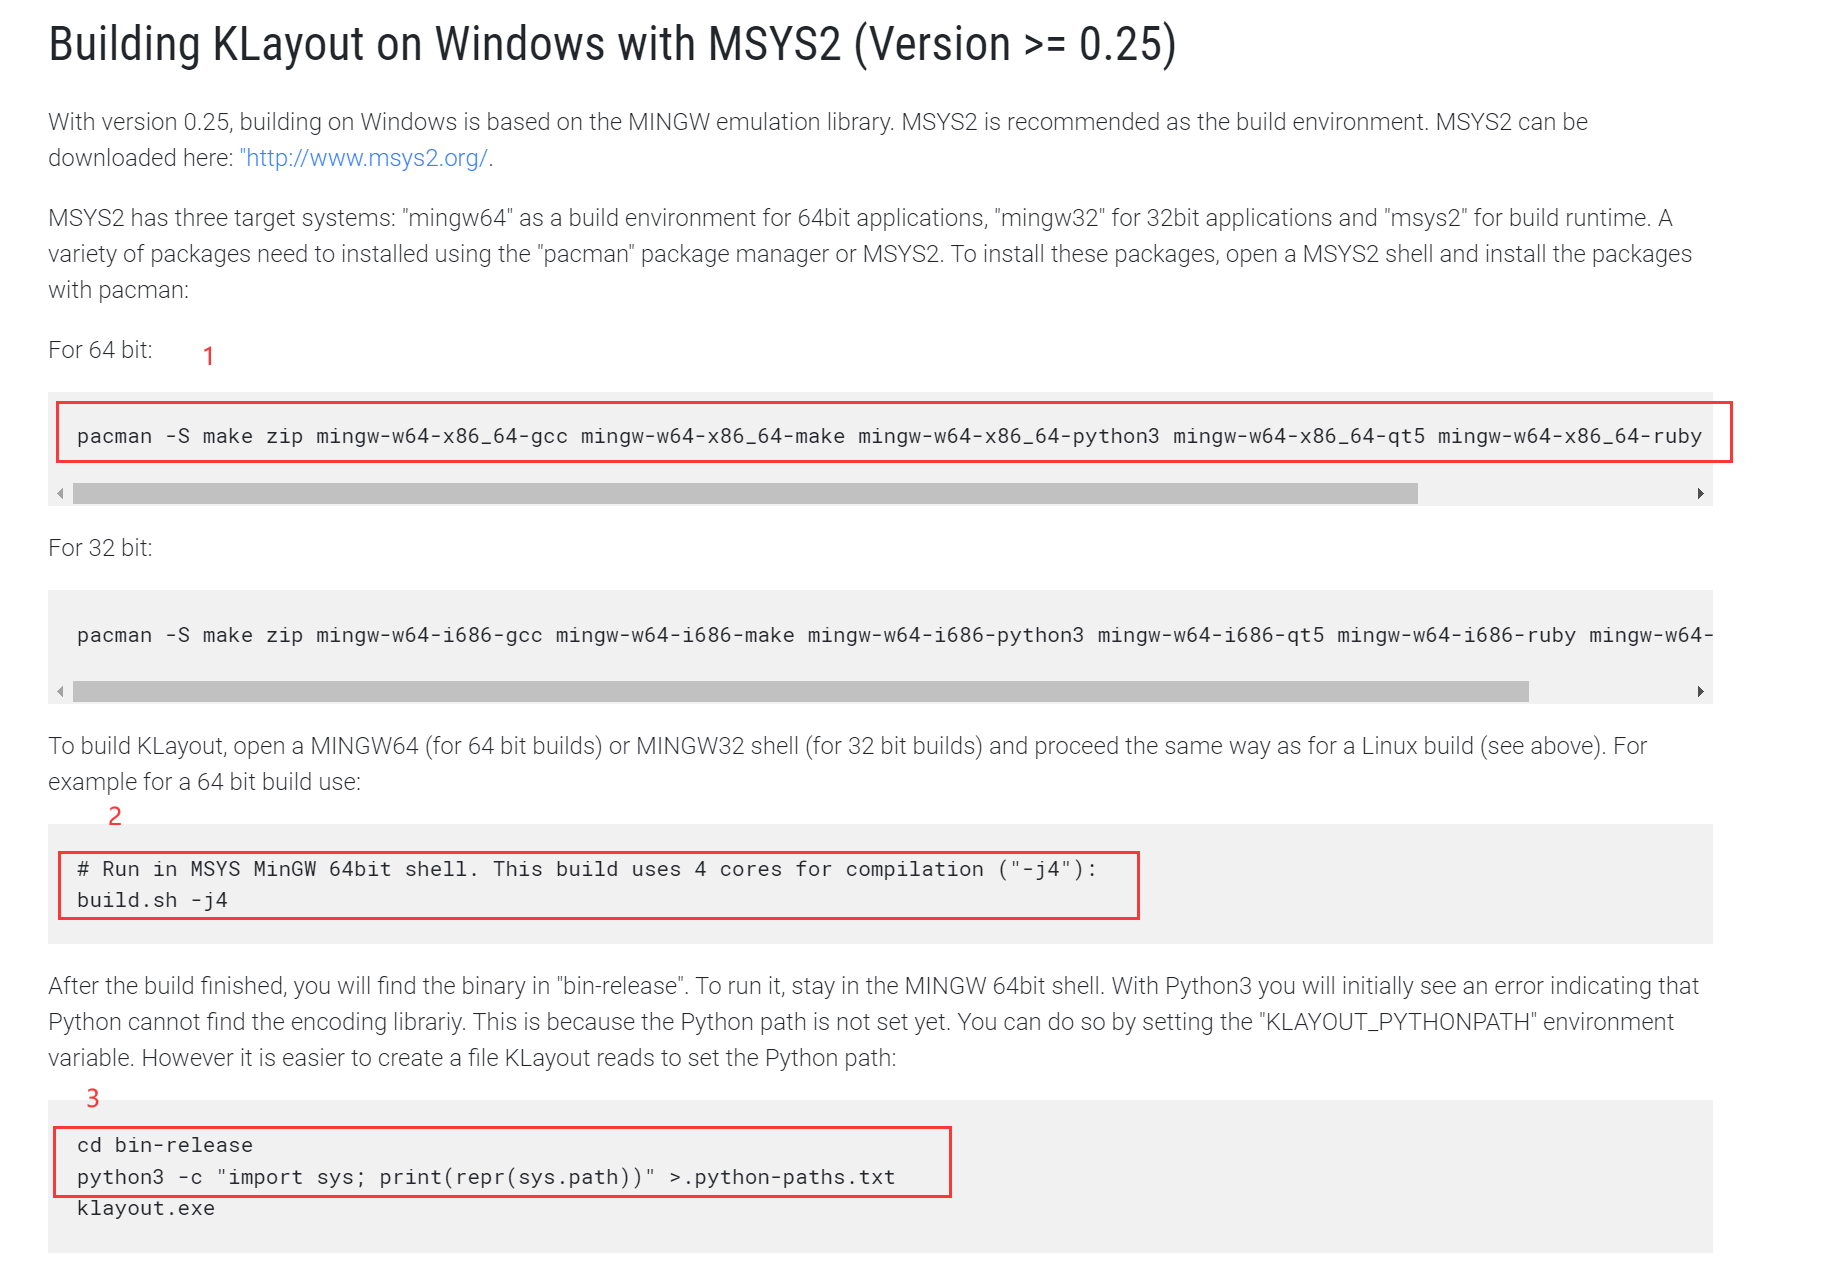 Building KLayout on Windows with MSYS2 (Version >= 0.25)
With version 0.25, building on Windows is based on the MINGW emulation library. MSYS2 is recommended as the build environment. MSYS2 can be
downloaded here: "http://www.msys2.org/.
MSYS2 has three target systems: "mingw64" as a build environment for 64bit applications, "mingw32" for 32bit applications and "msys2" for build runtime. A
variety of packages need to installed using the "pacman" package manager or MSYS2. To install these packages, open a MSYS2 shell and install the packages
with pacman:
For 64 bit: 1
pacman -S make zip mingw-w64-x86_64-gcc mingw-w64-x86_64-make mingw-w64-x86_64-python3 mingw-w64-x86_64-qt5 mingw-w64-x86_64-ruby
For 32 bit:
pacman -S make zip mingw-w64-i686-gcc mingw-w64-i686-make mingw-w64-i686-python3 mingw-w64-i686-qt5 mingw-w64-i686-ruby mingw-w64-
To build KLayout, open a MINGW64 (for 64 bit builds) or MINGW32 shell (for 32 bit builds) and proceed the same way as for a Linux build (see above). For
example for a 64 bit build use:
2
# Run in MSYS MinGW 64bit shell. This build uses 4 cores for compilation ("-j4"):
build.sh -j4
After the build finished, you will find the binary in "bin-release". To run it, stay in the MINGW 64bit shell. With Python3 you will initially see an error indicating that
Python cannot find the encoding librariy. This is because the Python path is not set yet. You can do so by setting the "KLAYOUT_PYTHONPATH" environment
variable. However it is easier to create a file KLayout reads to set the Python path:
3
cd bin-release
python3 -c "import sys; print(repr(sys.path))" >.python-paths.txt
klayout.exe